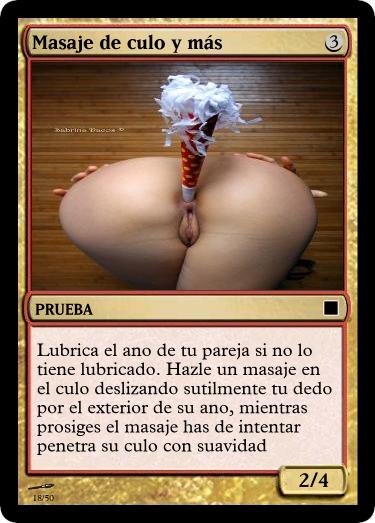 Masaje de culo y más
3
Sabrina Dacos ©
PRUEBA
Lubrica el ano de tu pareja si no lo
tiene lubricado. Hazle un masaje en
el culo deslizando sutilmente tu dedo
por el exterior de su ano, mientras
prosiges el masaje has de intentar
penetra su culo con suavidad
2/4
18/50